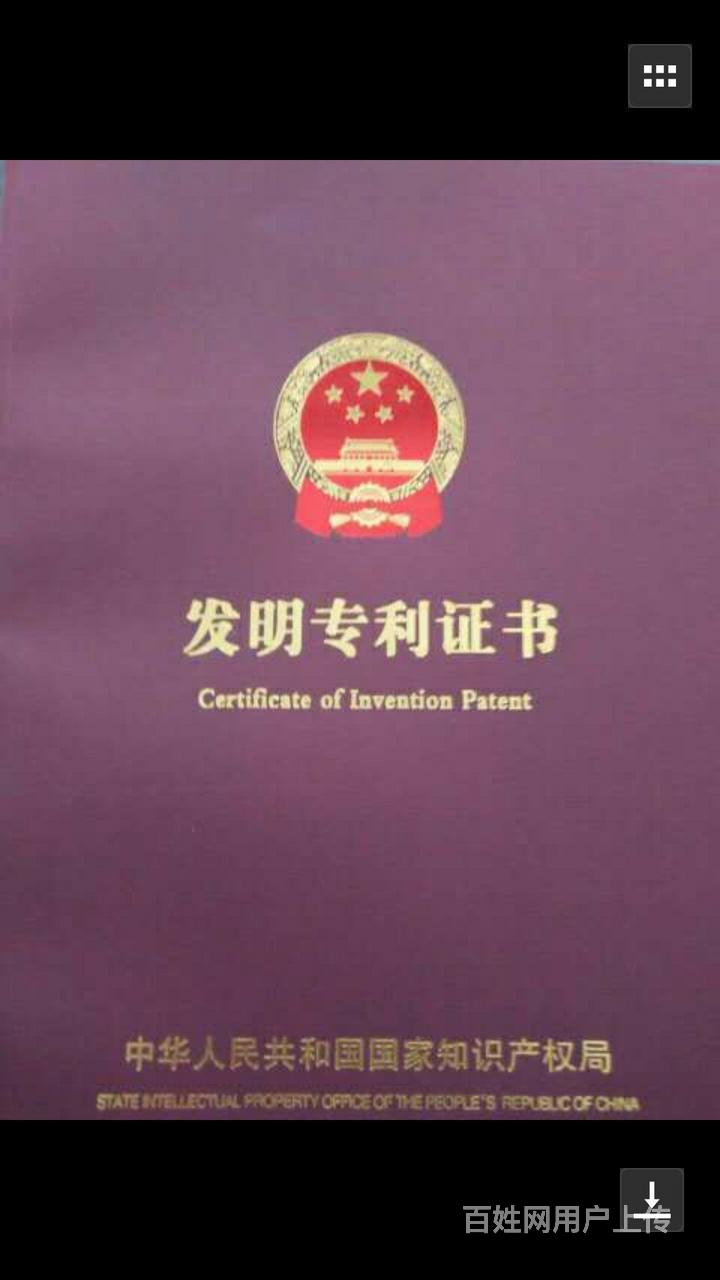 发明专利证书
Certificate of Invention Patent
中华人民共和国国家知识产权局
STATE INTELLECTUAL PROPERTY OFFICE OF THE PEOPLE'S REPUBLIC OF CHINA
百姓网用户上传